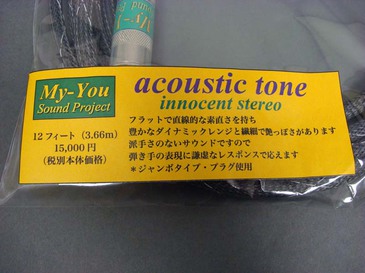 My-You
Sound Project
12フィート（3.66m）
15,000 円
（税別本体価格）
acoustic tone
innocent stereo
フラットで直線的な素直さを持ち
豊かなダイナミックレンジと繊細で艶っぽさがあります
派手さのないサウンドですので
弾き手の表現に謙虚なレスポンスで応えます
＊ジャンボタイプ・プラグ使用